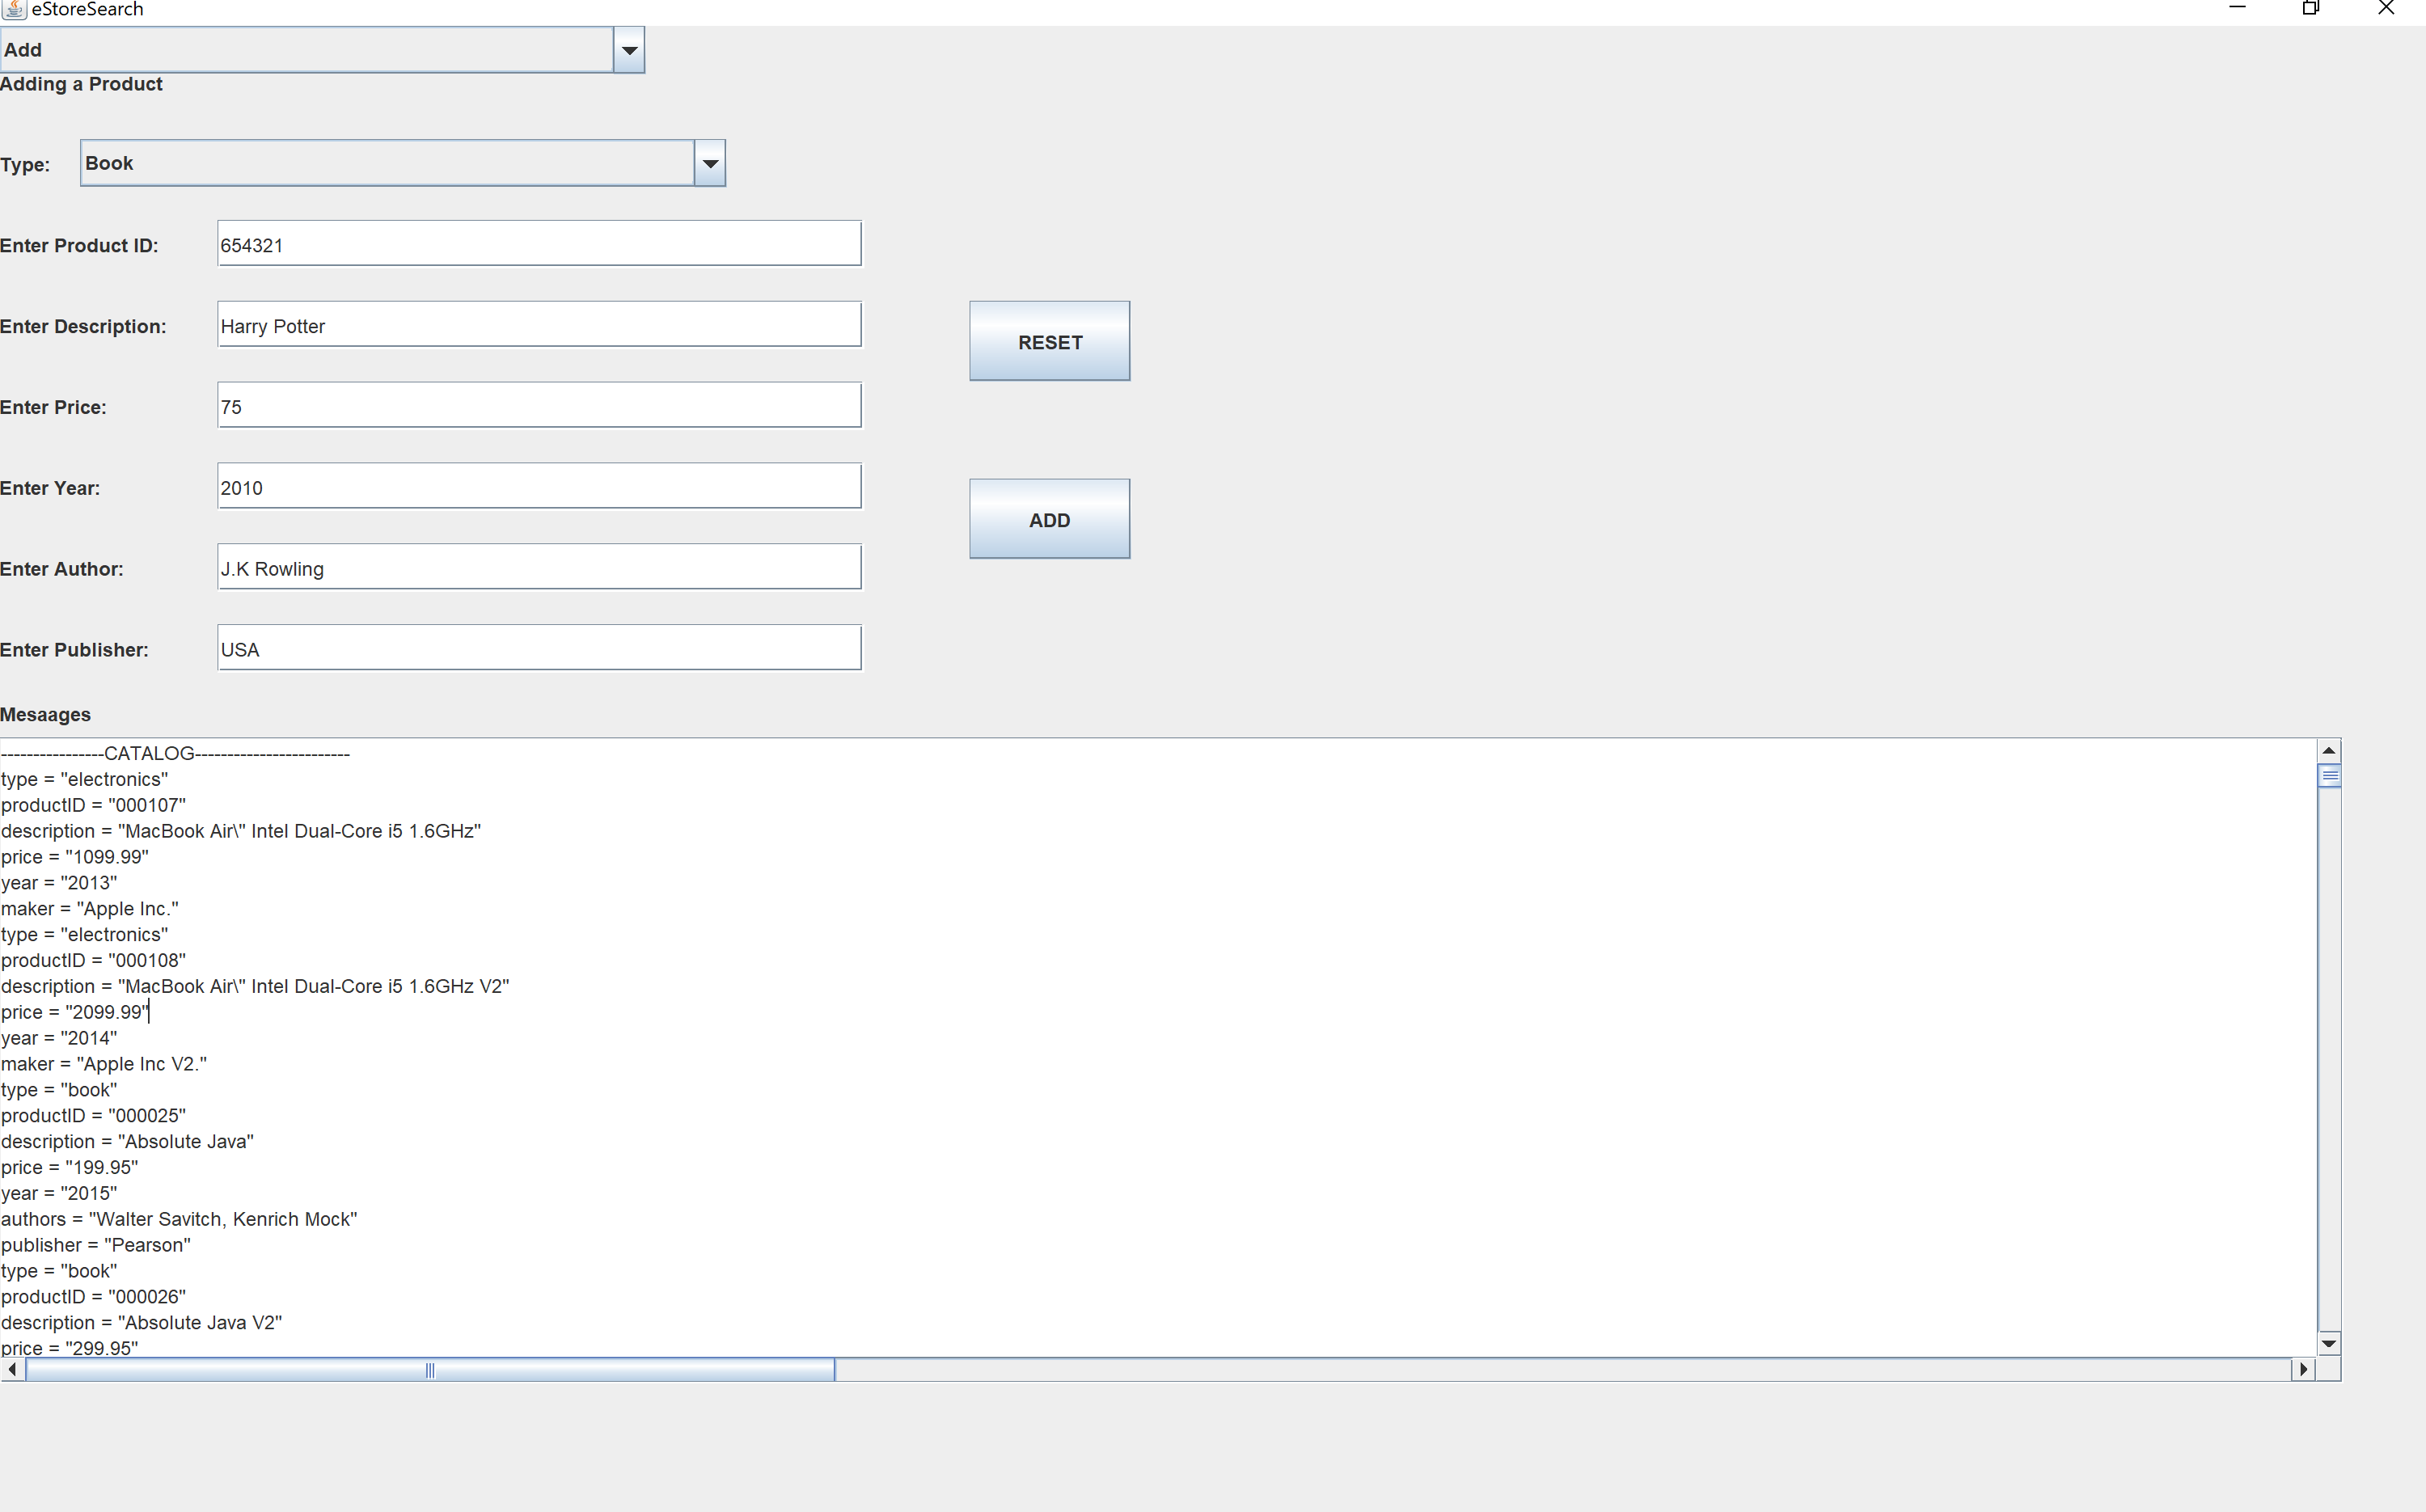 eStoreSearch
Add
Adding a Product
Type: Book
Enter Product ID: 654321
Enter Description: Harry Potter
RESET
Enter Price: 75
Enter Year: 2010
ADD
Enter Author: J.K Rowling
Enter Publisher: USA
Mesaages
----------------CATALOG------------------------
type = "electronics"
productID = "000107"
description = "MacBook Air\" Intel Dual-Core i5 1.6GHz"
price = "1099.99"
year = "2013"
maker = "Apple Inc."
type = "electronics"
productID = "000108"
description = "MacBook Air\" Intel Dual-Core i5 1.6GHz V2"
price = "2099.99"
year = "2014"
maker = "Apple Inc V2."
type = "book"
productID = "000025"
description = "Absolute Java"
price = "199.95"
year = "2015"
authors = "Walter Savitch, Kenrich Mock"
publisher = "Pearson"
type = "book"
productID = "000026"
description = "Absolute Java V2"
price = "299.95"